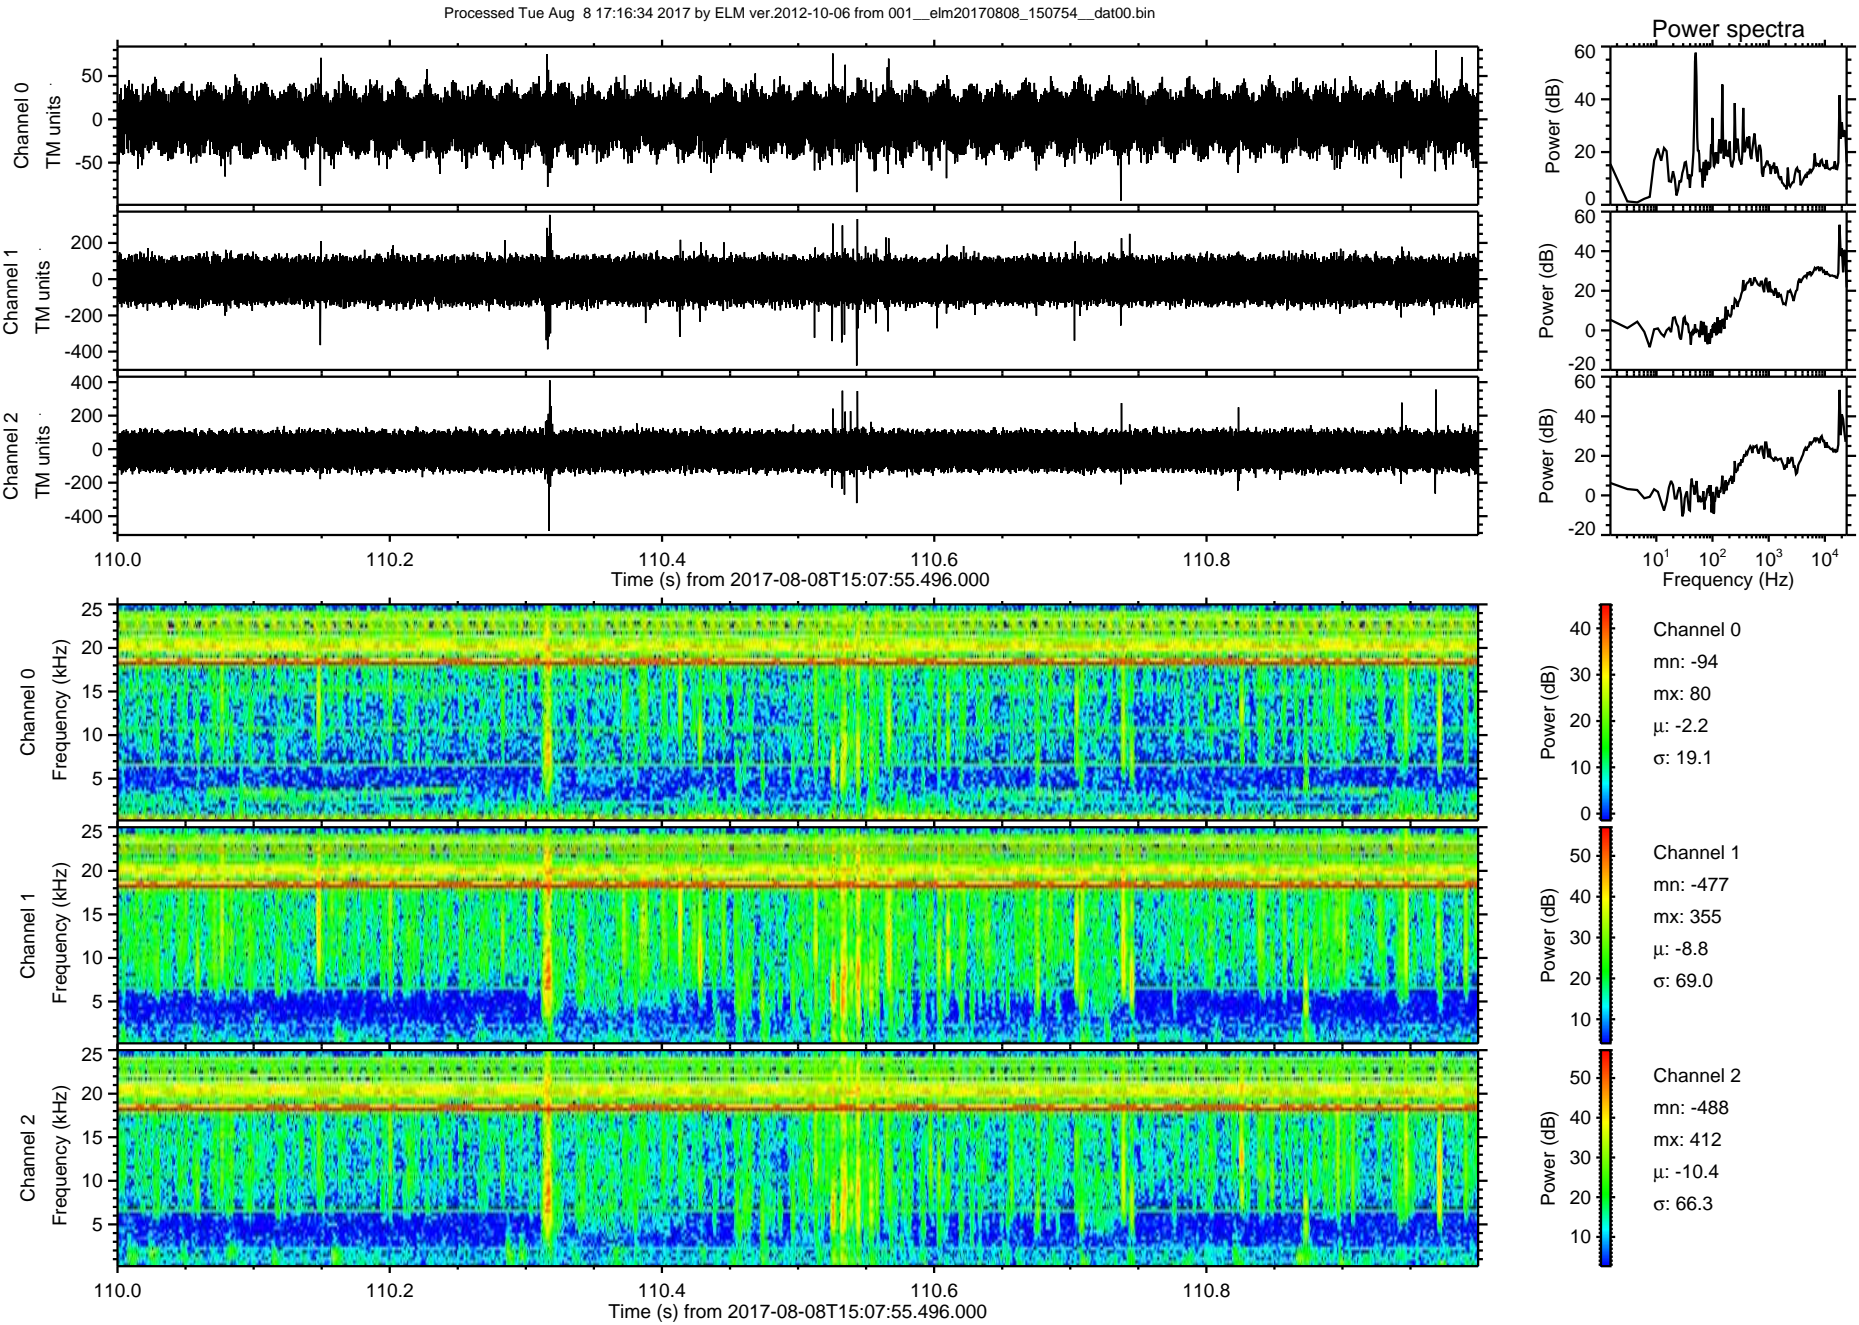 Processed Tue Aug  8 17:16:34 2017 by ELM ver.2012-10-06 from 001__elm20170808_150754__dat00.bin
Power spectra
Channel 0
TM units
50
0
-50
Power (dB)
60
40
20
0
Channel 1
TM units
200
0
-200
-400
Power (dB)
60
40
20
0
-20
Channel 2
TM units
400
200
0
-200
-400
Power (dB)
60
40
20
0
-20
110.0 110.2 110.4 110.6 110.8
Time (s) from 2017-08-08T15:07:55.496.000
10¹ 10² 10³ 10⁴
Frequency (Hz)
Channel 0
Frequency (kHz)
25
20
15
10
5
Power (dB)
40
30
20
10
0
Channel 0
mn: -94
mx: 80
μ: -2.2
σ: 19.1
Channel 1
Frequency (kHz)
25
20
15
10
5
Power (dB)
50
40
30
20
10
Channel 1
mn: -477
mx: 355
μ: -8.8
σ: 69.0
Channel 2
Frequency (kHz)
25
20
15
10
5
Power (dB)
50
40
30
20
10
Channel 2
mn: -488
mx: 412
μ: -10.4
σ: 66.3
110.0 110.2 110.4 110.6 110.8
Time (s) from 2017-08-08T15:07:55.496.000